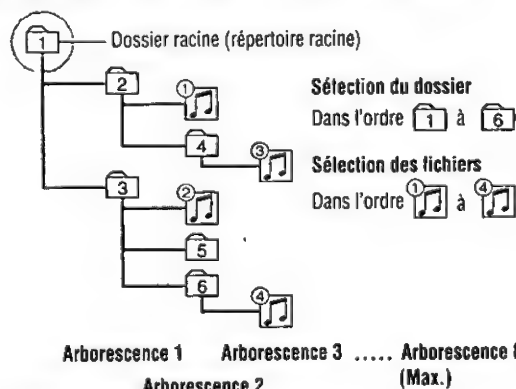 1 Dossier racine (répertoire racine)
2 ①
Sélection du dossier
Dans l'ordre 1 à 6
4 ③
Sélection des fichiers
3 ②
Dans l'ordre ① à ④
5
6 ④
Arborescence 1 Arborescence 3 ..... Arborescence 8
(Max.)
Arborescence 2